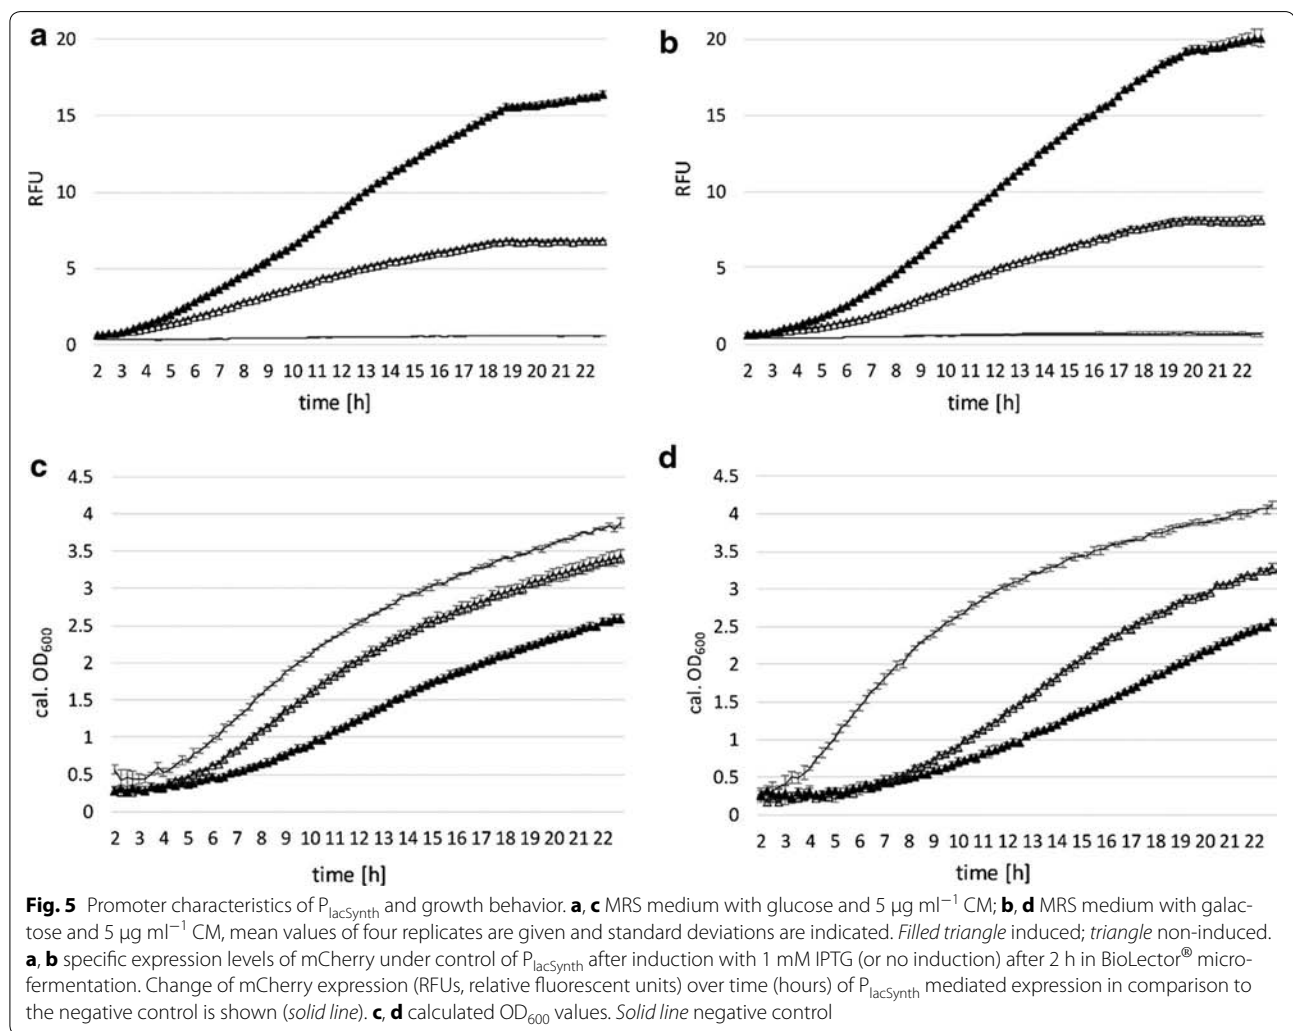 a
20
15
10
5
0
RFU
2 3 4 5 6 7 8 9 10 11 12 13 14 15 16 17 18 19 20 21 22
time [h]
b
20
15
10
5
0
RFU
2 3 4 5 6 7 8 9 10 11 12 13 14 15 16 17 18 19 20 21 22
time [h]
c
4.5
4
3.5
3
2.5
2
1.5
1
0.5
0
cal. OD600
2 3 4 5 6 7 8 9 10 11 12 13 14 15 16 17 18 19 20 21 22
time [h]
d
4.5
4
3.5
3
2.5
2
1.5
1
0.5
0
cal. OD600
2 3 4 5 6 7 8 9 10 11 12 13 14 15 16 17 18 19 20 21 22
time [h]
Fig. 5 Promoter characteristics of PlacSynth and growth behavior. a, c MRS medium with glucose and 5 µg ml−1 CM; b, d MRS medium with galac-
tose and 5 µg ml−1 CM, mean values of four replicates are given and standard deviations are indicated. Filled triangle induced; triangle non-induced.
a, b specific expression levels of mCherry under control of PlacSynth after induction with 1 mM IPTG (or no induction) after 2 h in BioLector® micro-
fermentation. Change of mCherry expression (RFUs, relative fluorescent units) over time (hours) of PlacSynth mediated expression in comparison to
the negative control is shown (solid line). c, d calculated OD600 values. Solid line negative control